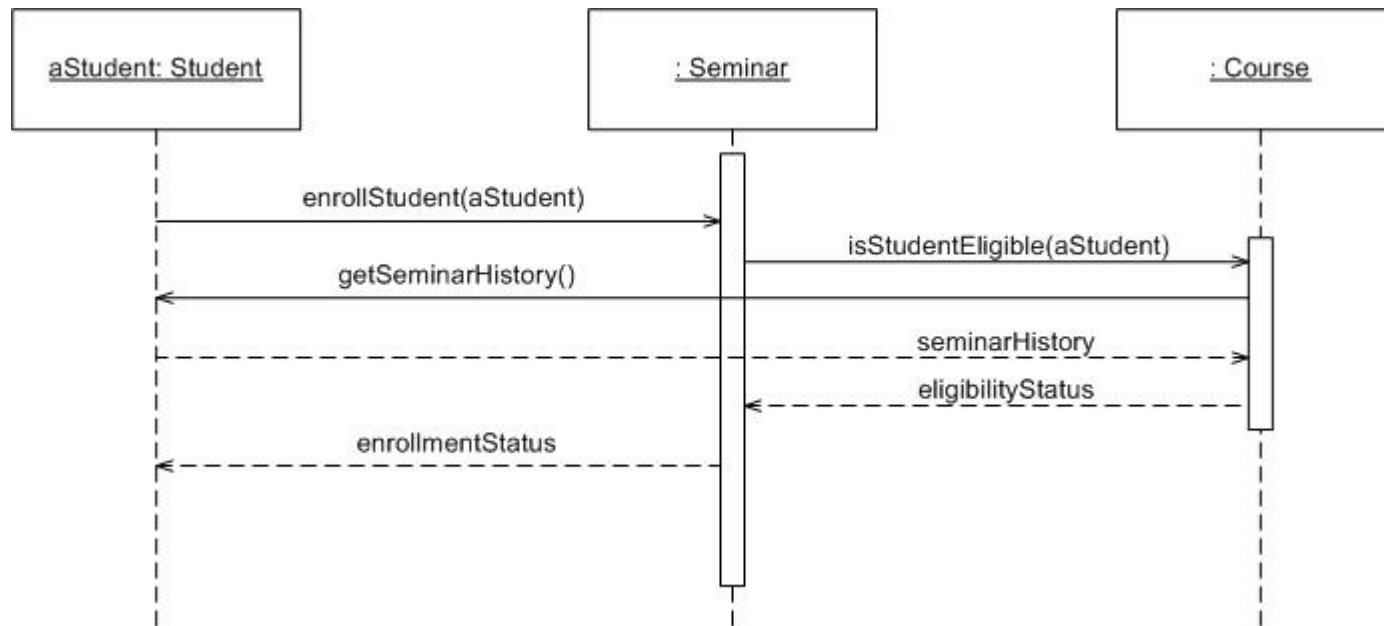 aStudent: Student
: Seminar
: Course
enrollStudent(aStudent)
isStudentEligible(aStudent)
getSeminarHistory()
seminarHistory
eligibilityStatus
enrollmentStatus